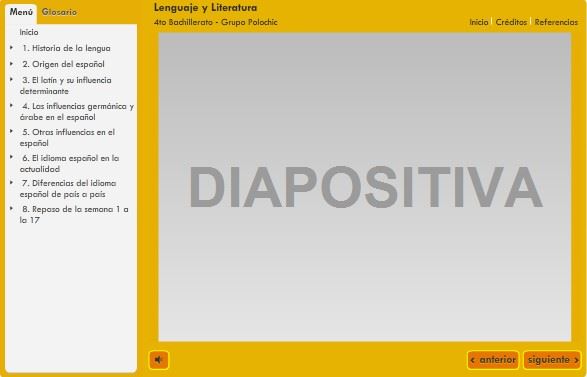 Menú Glosario
Inicio
1. Historia de la lengua
2. Origen del español
3. El latín y su influencia
determinante
4. Las influencias germánica y
árabe en el español
5. Otras influencias en el
español
6. El idioma español en la
actualidad
7. Diferencias del idioma
español de país a país
8. Repaso de la semana 1 a
la 17
Lenguaje y Literatura
4to Bachillerato - Grupo Polochic
Inicio | Créditos | Referencias
DIAPOSITIVA
‹ anterior
siguiente ›